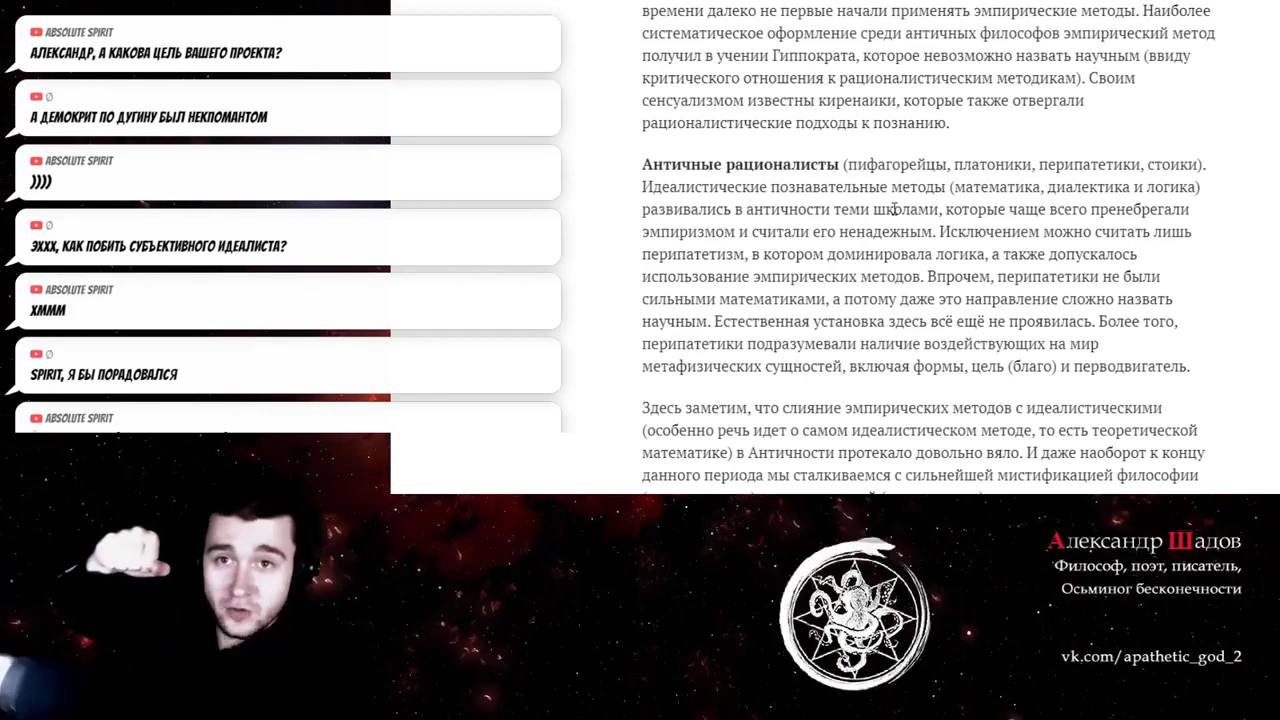 ABSOLUTE SPIRIT
АЛЕКСАНДР, А КАКОВА ЦЕЛЬ ВАШЕГО ПРОЕКТА?
Ø
А ДЕМОКРИТ ПО ДУГИНУ БЫЛ НЕКПОМАНТОМ
ABSOLUTE SPIRIT
))))
Ø
ЭХХХ, КАК ПОБИТЬ СУБЪЕКТИВНОГО ИДЕАЛИСТА?
ABSOLUTE SPIRIT
ХМММ
Ø
SPIRIT, Я БЫ ПОРАДОВАЛСЯ
ABSOLUTE SPIRIT
времени далеко не первые начали применять эмпирические методы. Наиболее
систематическое оформление среди античных философов эмпирический метод
получил в учении Гиппократа, которое невозможно назвать научным (ввиду
критического отношения к рационалистическим методикам). Своим
сенсуализмом известны киренаики, которые также отвергали
рационалистические подходы к познанию.
Античные рационалисты (пифагорейцы, платоники, перипатетики, стоики).
Идеалистические познавательные методы (математика, диалектика и логика)
развивались в античности теми школами, которые чаще всего пренебрегали
эмпиризмом и считали его ненадежным. Исключением можно считать лишь
перипатетизм, в котором доминировала логика, а также допускалось
использование эмпирических методов. Впрочем, перипатетики не были
сильными математиками, а потому даже это направление сложно назвать
научным. Естественная установка здесь всё ещё не проявилась. Более того,
перипатетики подразумевали наличие воздействующих на мир
метафизических сущностей, включая формы, цель (благо) и перводвигатель.
Здесь заметим, что слияние эмпирических методов с идеалистическими
(особенно речь идет о самом идеалистическом методе, то есть теоретической
математике) в Античности протекало довольно вяло. И даже наоборот к концу
данного периода мы сталкиваемся с сильнейшей мистификацией философии
Александр Шадов
Философ, поэт, писатель,
Осьминог бесконечности
vk.com/apathetic_god_2